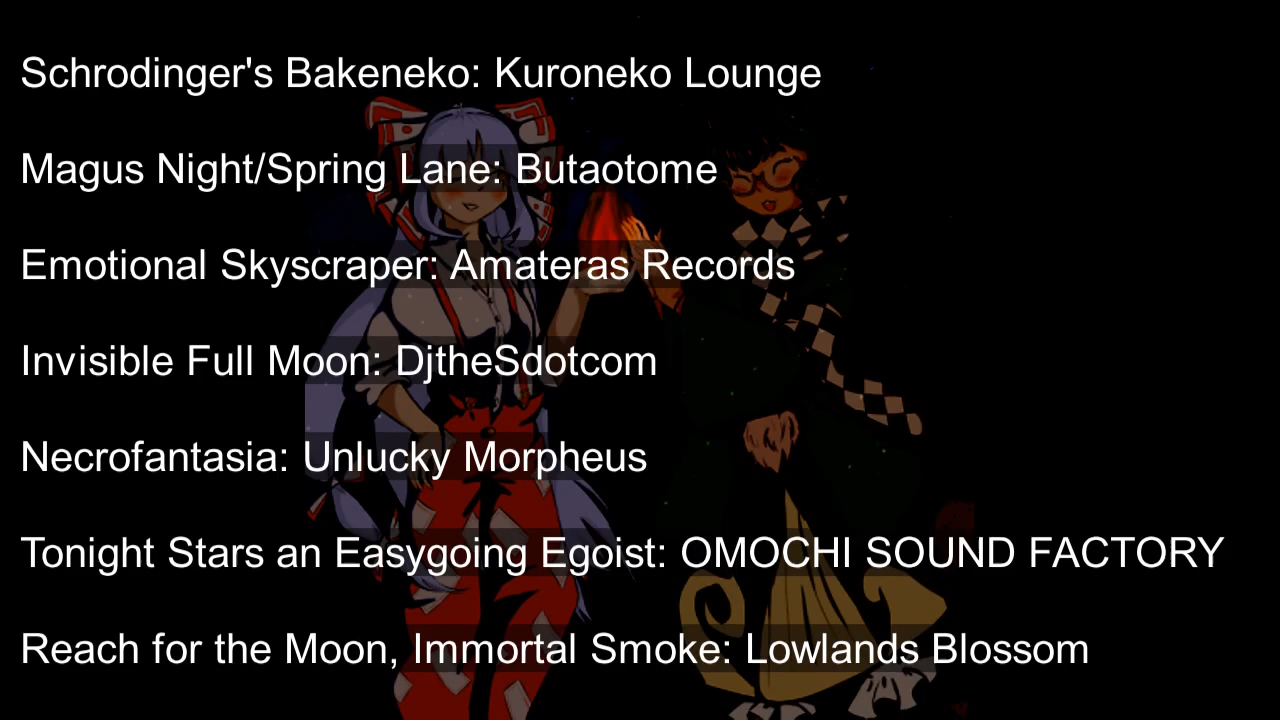 Schrodinger's Bakeneko: Kuroneko Lounge
Magus Night/Spring Lane: Butaotome
Emotional Skyscraper: Amateras Records
Invisible Full Moon: DjtheSdotcom
Necrofantasia: Unlucky Morpheus
Tonight Stars an Easygoing Egoist: OMOCHI SOUND FACTORY
Reach for the Moon, Immortal Smoke: Lowlands Blossom